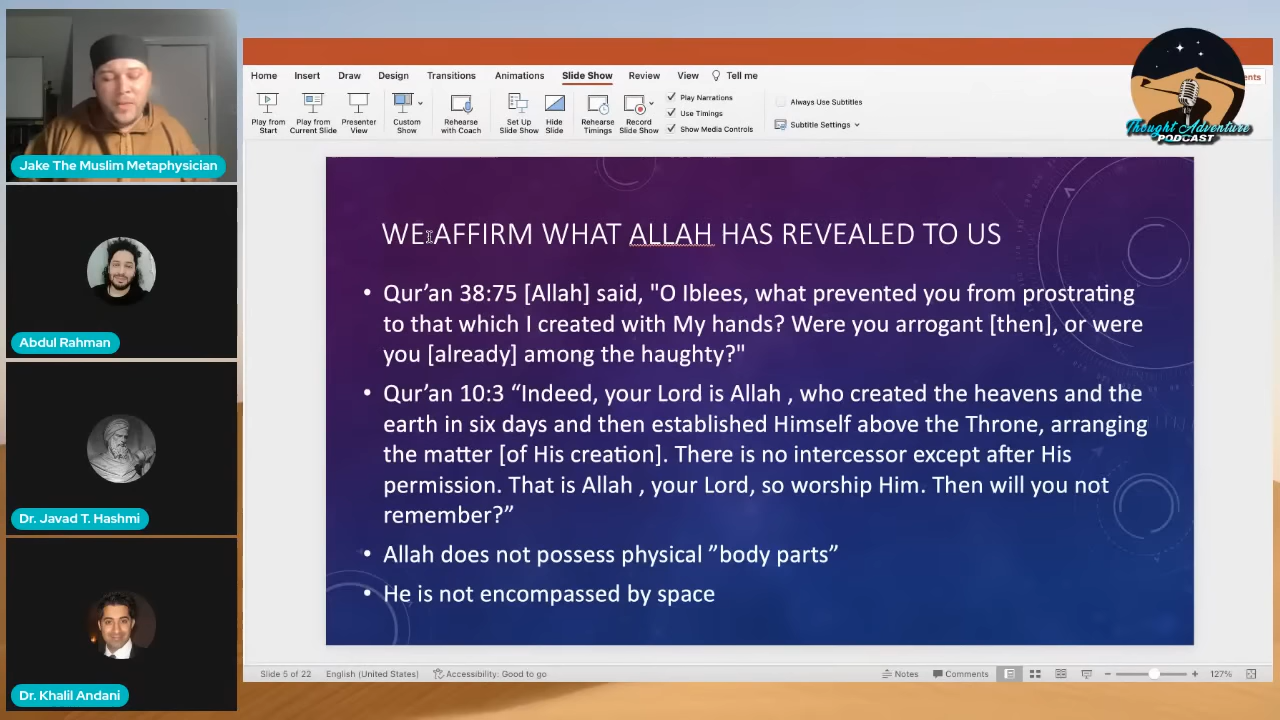 Jake The Muslim Metaphysician
Abdul Rahman
Dr. Javad T. Hashmi
Dr. Khalil Andani
Home Insert Draw Design Transitions Animations Slide Show Review View Tell me
Play from Start
Play from Current Slide
Presenter View
Custom Show
Rehearse with Coach
Set Up Slide Show
Hide Slide
Rehearse Timings
Record Slide Show
Play Narrations
Use Timings
Show Media Controls
Always Use Subtitles
Subtitle Settings
Thought Adventure
PODCAST
WE AFFIRM WHAT ALLAH HAS REVEALED TO US
• Qur’an 38:75 [Allah] said, "O Iblees, what prevented you from prostrating
to that which I created with My hands? Were you arrogant [then], or were
you [already] among the haughty?"
• Qur’an 10:3 “Indeed, your Lord is Allah , who created the heavens and the
earth in six days and then established Himself above the Throne, arranging
the matter [of His creation]. There is no intercessor except after His
permission. That is Allah , your Lord, so worship Him. Then will you not
remember?”
• Allah does not possess physical ”body parts”
• He is not encompassed by space
Slide 5 of 22 English (United States) Accessibility: Good to go Notes Comments 127%